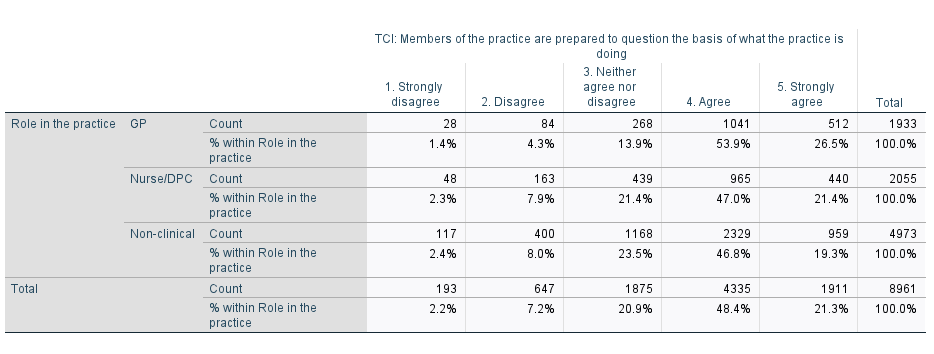 TCI: Members of the practice are prepared to question the basis of what the practice is
doing
1. Strongly
disagree
2. Disagree
3. Neither
agree nor
disagree
4. Agree
5. Strongly
agree
Total
Role in the practice GP Count 28 84 268 1041 512 1933
% within Role in the
practice
1.4% 4.3% 13.9% 53.9% 26.5% 100.0%
Nurse/DPC Count 48 163 439 965 440 2055
% within Role in the
practice
2.3% 7.9% 21.4% 47.0% 21.4% 100.0%
Non-clinical Count 117 400 1168 2329 959 4973
% within Role in the
practice
2.4% 8.0% 23.5% 46.8% 19.3% 100.0%
Total Count 193 647 1875 4335 1911 8961
% within Role in the
practice
2.2% 7.2% 20.9% 48.4% 21.3% 100.0%